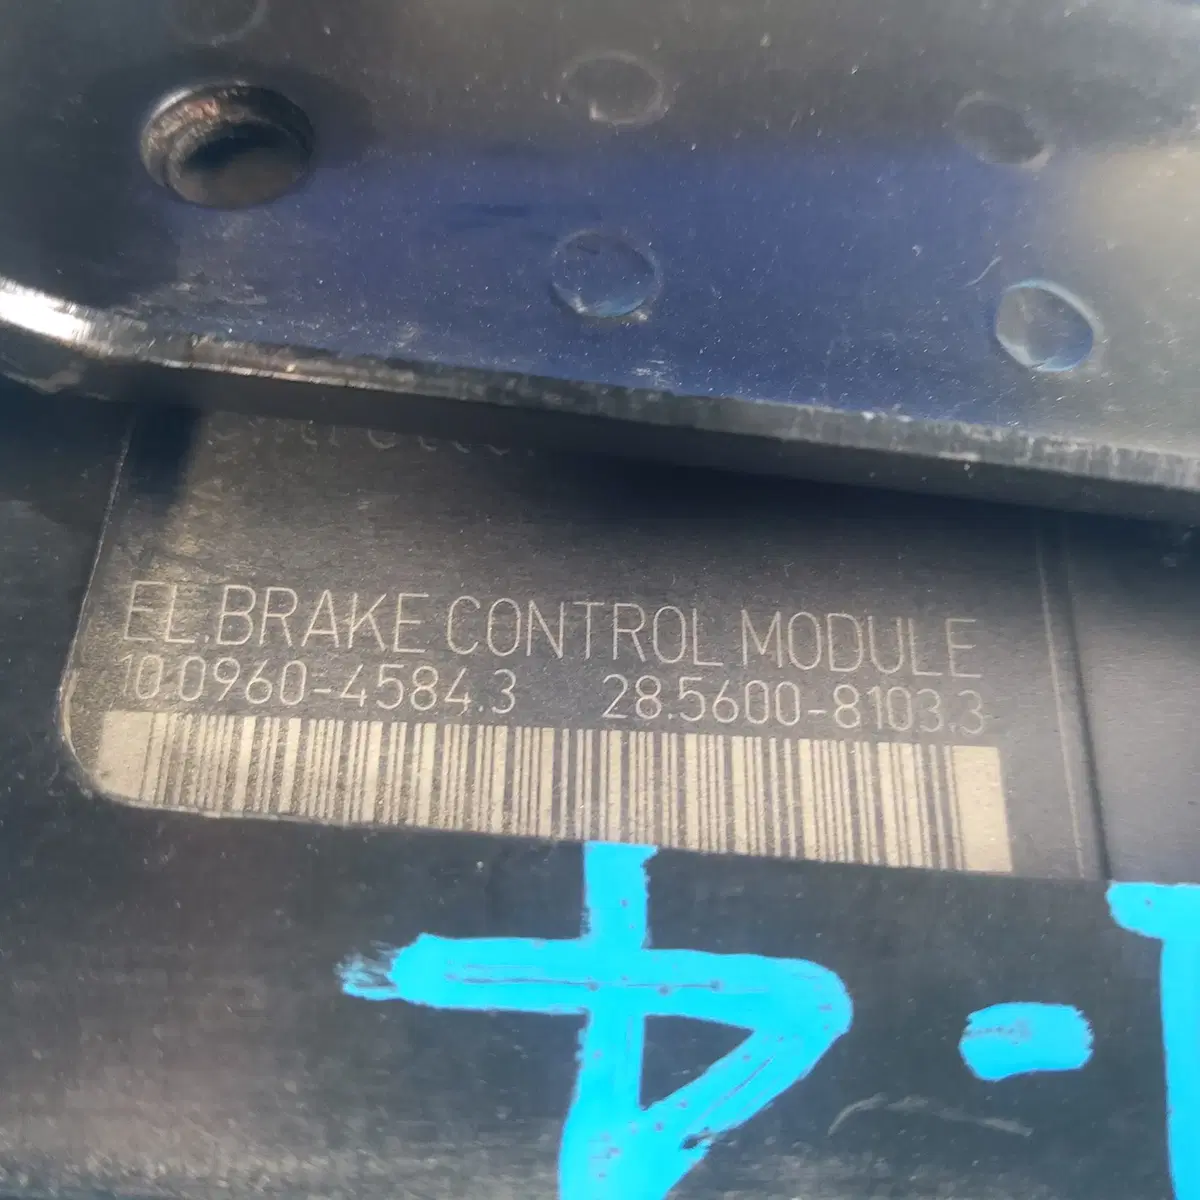 EL.BRAKE CONTROL MODULE
10.0960-4584.3 28.5600-8103.3